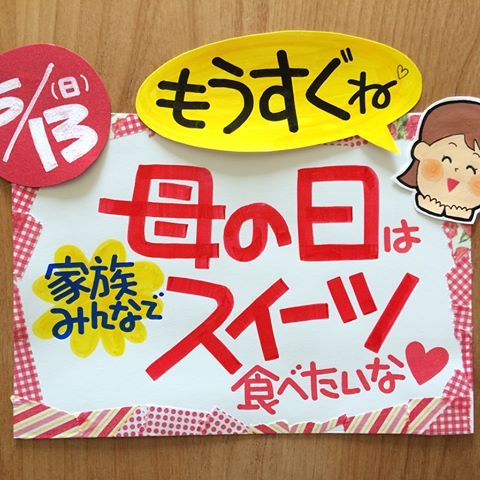 5/13(日)
もうすぐね♡
母の日は
家族
みんなで
スイーツ
食べたいな♥